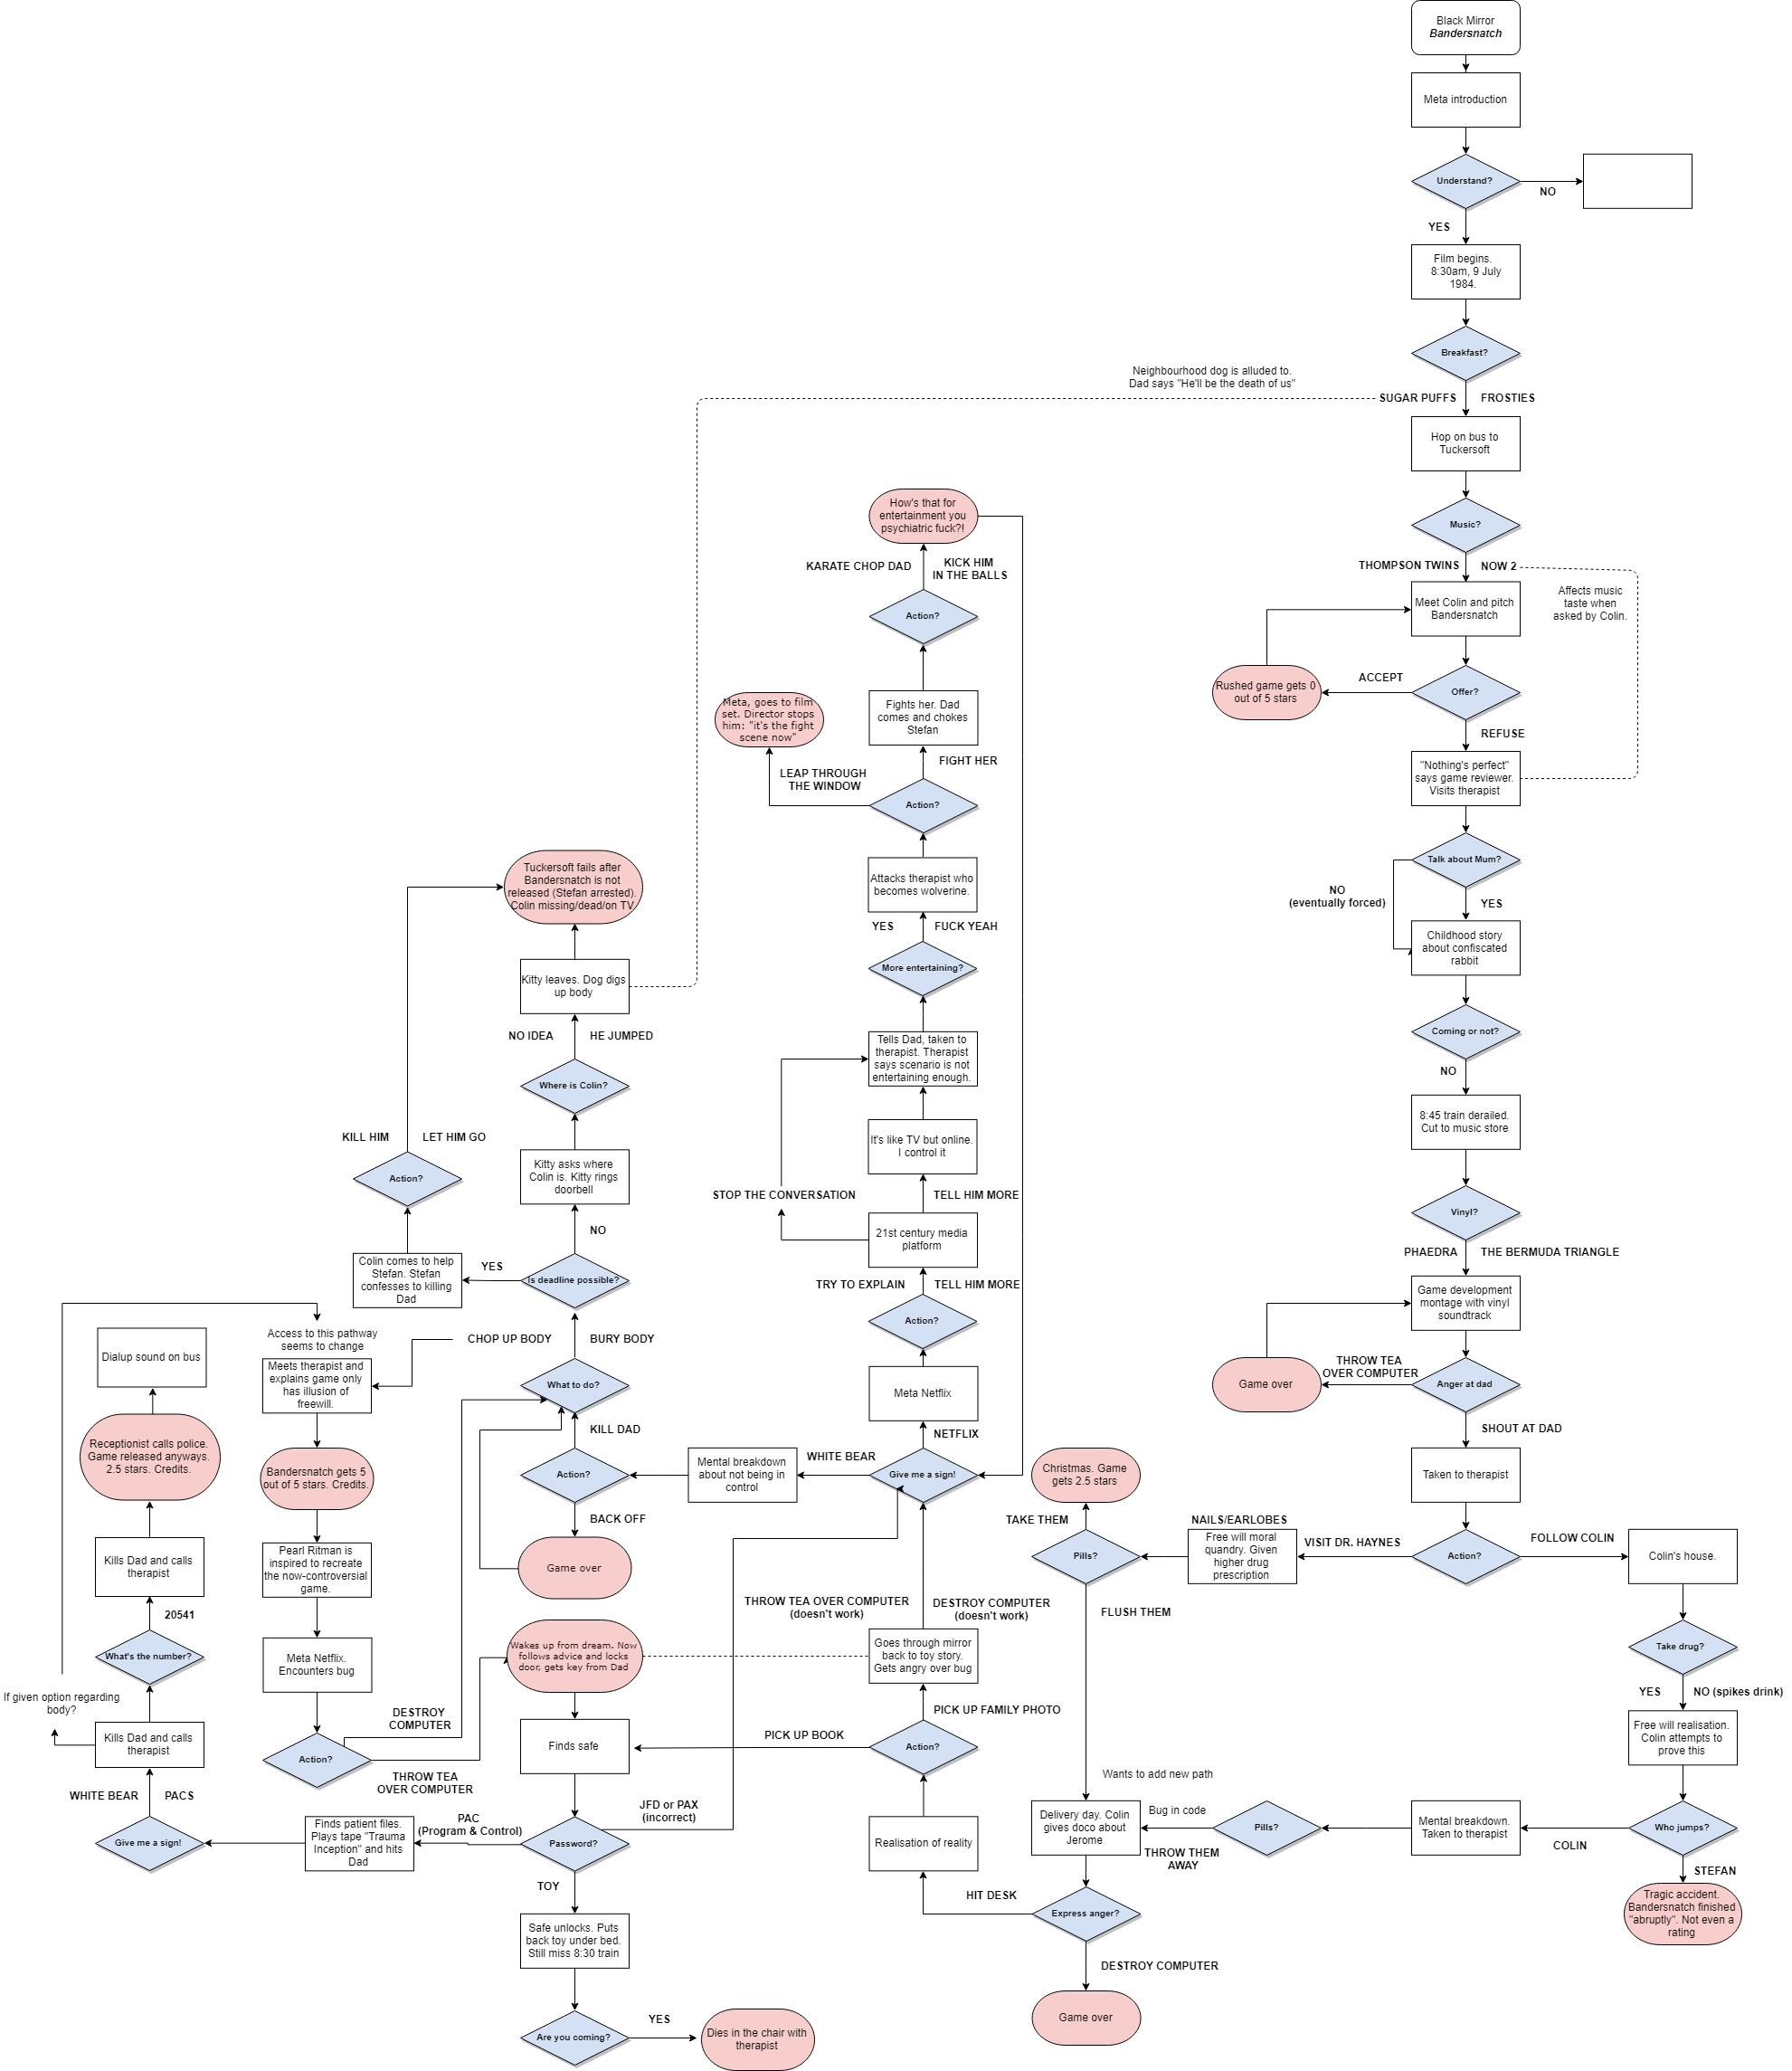 Black Mirror
Bandersnatch
Meta introduction
Understand?
NO
YES
Film begins.
8:30am, 9 July
1984.
Breakfast?
Neighbourhood dog is alluded to.
Dad says "He'll be the death of us"
SUGAR PUFFS
FROSTIES
Hop on bus to
Tuckersoft
Music?
THOMPSON TWINS
NOW 2
Affects music
taste when
asked by Colin.
Meet Colin and pitch
Bandersnatch
Offer?
ACCEPT
Rushed game gets 0
out of 5 stars
REFUSE
"Nothing's perfect"
says game reviewer.
Visits therapist
Talk about Mum?
NO
(eventually forced)
YES
Childhood story
about confiscated
rabbit
Coming or not?
NO
8:45 train derailed.
Cut to music store
Vinyl?
PHAEDRA
THE BERMUDA TRIANGLE
Game development
montage with vinyl
soundtrack
Anger at dad
THROW TEA
OVER COMPUTER
Game over
SHOUT AT DAD
Taken to therapist
Action?
VISIT DR. HAYNES
FOLLOW COLIN
Colin's house.
Take drug?
YES
NO (spikes drink)
Free will realisation.
Colin attempts to
prove this
Who jumps?
COLIN
STEFAN
Tragic accident.
Bandersnatch finished
"abruptly". Not even a
rating
Mental breakdown.
Taken to therapist
Pills?
THROW THEM
AWAY
Bug in code
Wants to add new path
NAILS/EARLOBES
Free will moral
quandry. Given
higher drug
prescription
Pills?
TAKE THEM
Christmas. Game
gets 2.5 stars
FLUSH THEM
Delivery day. Colin
gives doco about
Jerome
Express anger?
DESTROY COMPUTER
Game over
HIT DESK
Realisation of reality
Action?
PICK UP BOOK
PICK UP FAMILY PHOTO
Goes through mirror
back to toy story.
Gets angry over bug
THROW TEA OVER COMPUTER
(doesn't work)
DESTROY COMPUTER
(doesn't work)
Give me a sign!
WHITE BEAR
NETFLIX
Meta Netflix
Action?
TRY TO EXPLAIN
TELL HIM MORE
21st century media
platform
STOP THE CONVERSATION
TELL HIM MORE
It's like TV but online.
I control it
Tells Dad, taken to
therapist. Therapist
says scenario is not
entertaining enough.
More entertaining?
YES
FUCK YEAH
Attacks therapist who
becomes wolverine.
Action?
LEAP THROUGH
THE WINDOW
Meta, goes to film
set. Director stops
him: "it's the fight
scene now"
FIGHT HER
Fights her. Dad
comes and chokes
Stefan
Action?
KARATE CHOP DAD
KICK HIM
IN THE BALLS
How's that for
entertainment you
psychiatric fuck?!
Mental breakdown
about not being in
control
Action?
KILL DAD
BACK OFF
Game over
What to do?
CHOP UP BODY
BURY BODY
Is deadline possible?
YES
NO
Colin comes to help
Stefan. Stefan
confesses to killing
Dad
Action?
KILL HIM
LET HIM GO
Kitty asks where
Colin is. Kitty rings
doorbell
Where is Colin?
NO IDEA
HE JUMPED
Kitty leaves. Dog digs
up body
Tuckersoft fails after
Bandersnatch is not
released (Stefan arrested).
Colin missing/dead/on TV
Access to this pathway
seems to change
Meets therapist and
explains game only
has illusion of
freewill.
Bandersnatch gets 5
out of 5 stars. Credits.
Pearl Ritman is
inspired to recreate
the now-controversial
game.
Meta Netflix.
Encounters bug
Action?
DESTROY
COMPUTER
THROW TEA
OVER COMPUTER
Wakes up from dream. Now
follows advice and locks
door, gets key from Dad
Finds safe
Password?
JFD or PAX
(incorrect)
PAC
(Program & Control)
TOY
Safe unlocks. Puts
back toy under bed.
Still miss 8:30 train
Are you coming?
YES
Dies in the chair with
therapist
Finds patient files.
Plays tape "Trauma
Inception" and hits
Dad
Give me a sign!
WHITE BEAR
PACS
Kills Dad and calls
therapist
If given option regarding
body?
What's the number?
20541
Kills Dad and calls
therapist
Receptionist calls police.
Game released anyways.
2.5 stars. Credits.
Dialup sound on bus